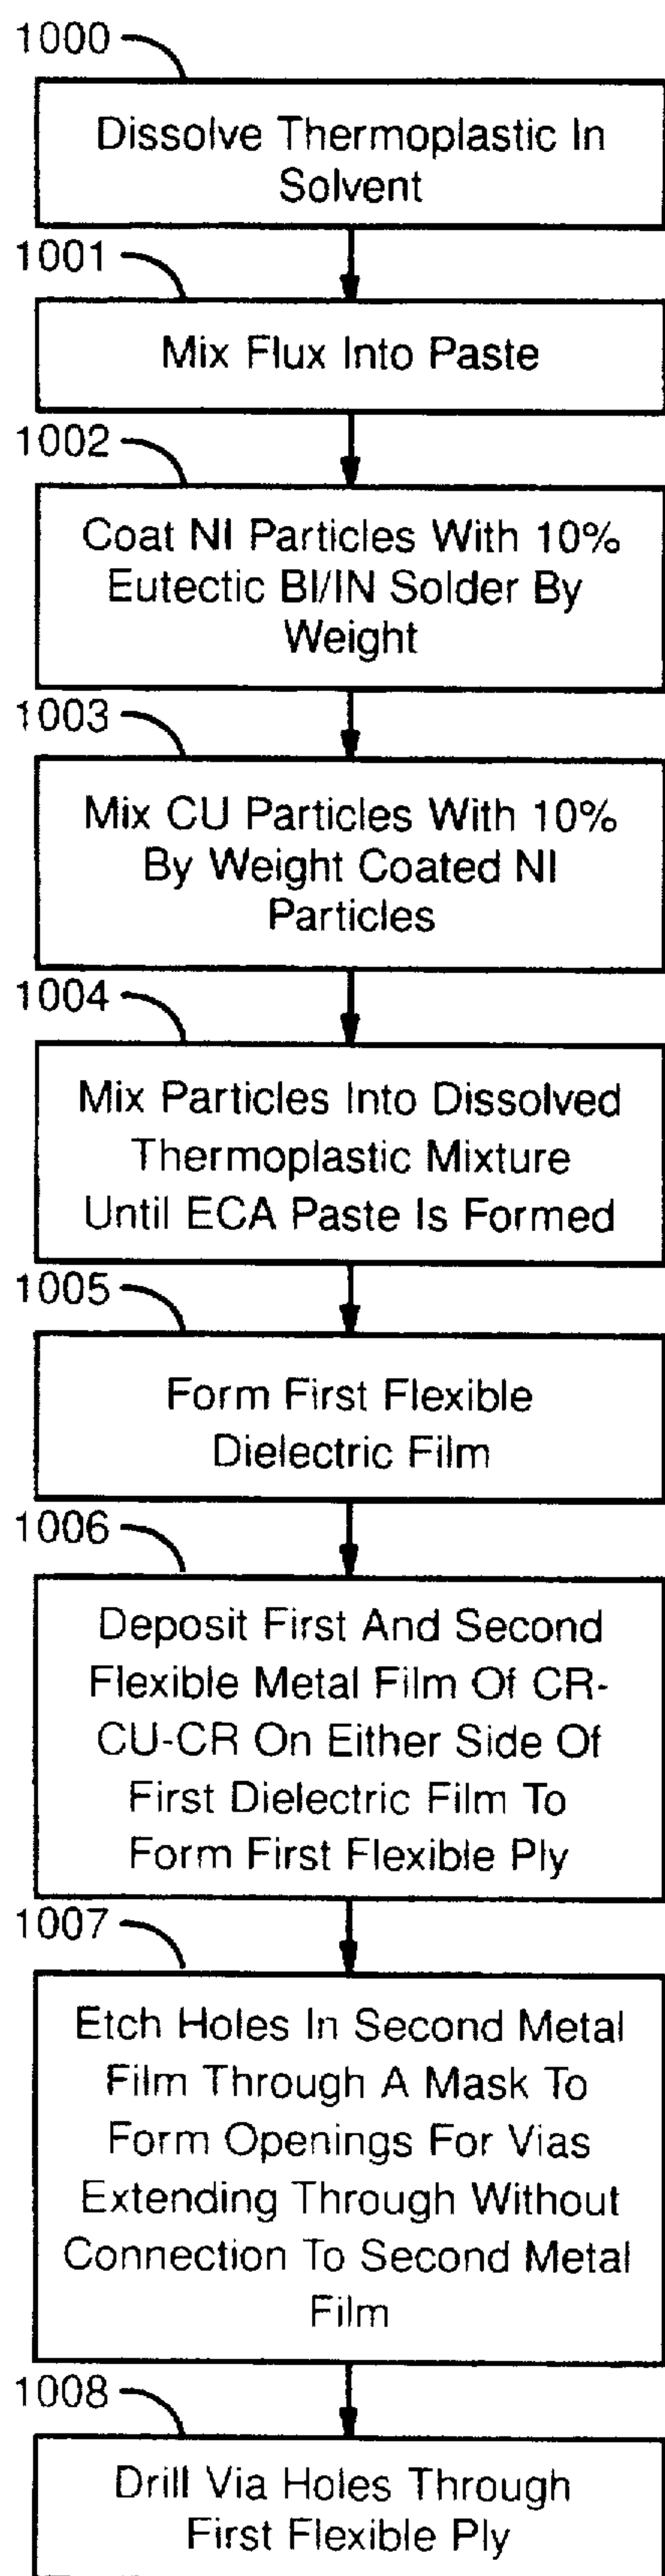 1000
Dissolve Thermoplastic In
Solvent
1001
Mix Flux Into Paste
1002
Coat NI Particles With 10%
Eutectic BI/IN Solder By
Weight
1003
Mix CU Particles With 10%
By Weight Coated NI
Particles
1004
Mix Particles Into Dissolved
Thermoplastic Mixture
Until ECA Paste Is Formed
1005
Form First Flexible
Dielectric Film
1006
Deposit First And Second
Flexible Metal Film Of CR-
CU-CR On Either Side Of
First Dielectric Film To
Form First Flexible Ply
1007
Etch Holes In Second Metal
Film Through A Mask To
Form Openings For Vias
Extending Through Without
Connection To Second Metal
Film
1008
Drill Via Holes Through
First Flexible Ply